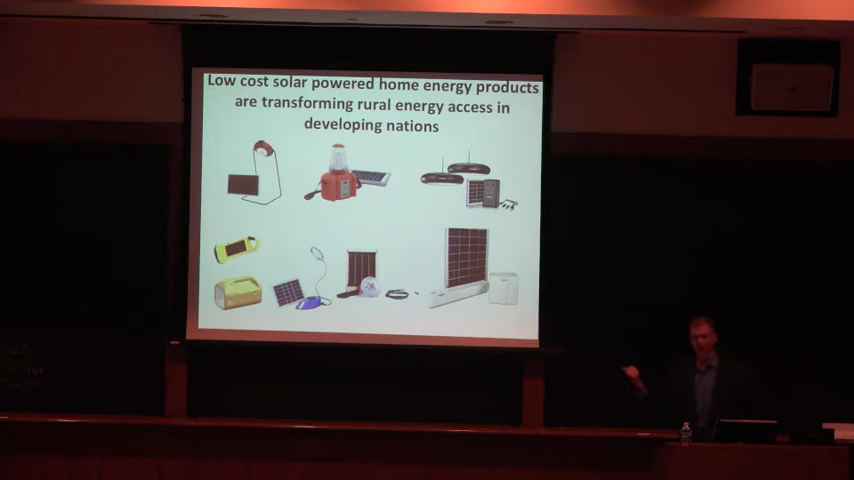 Low cost solar powered home energy products
are transforming rural energy access in
developing nations